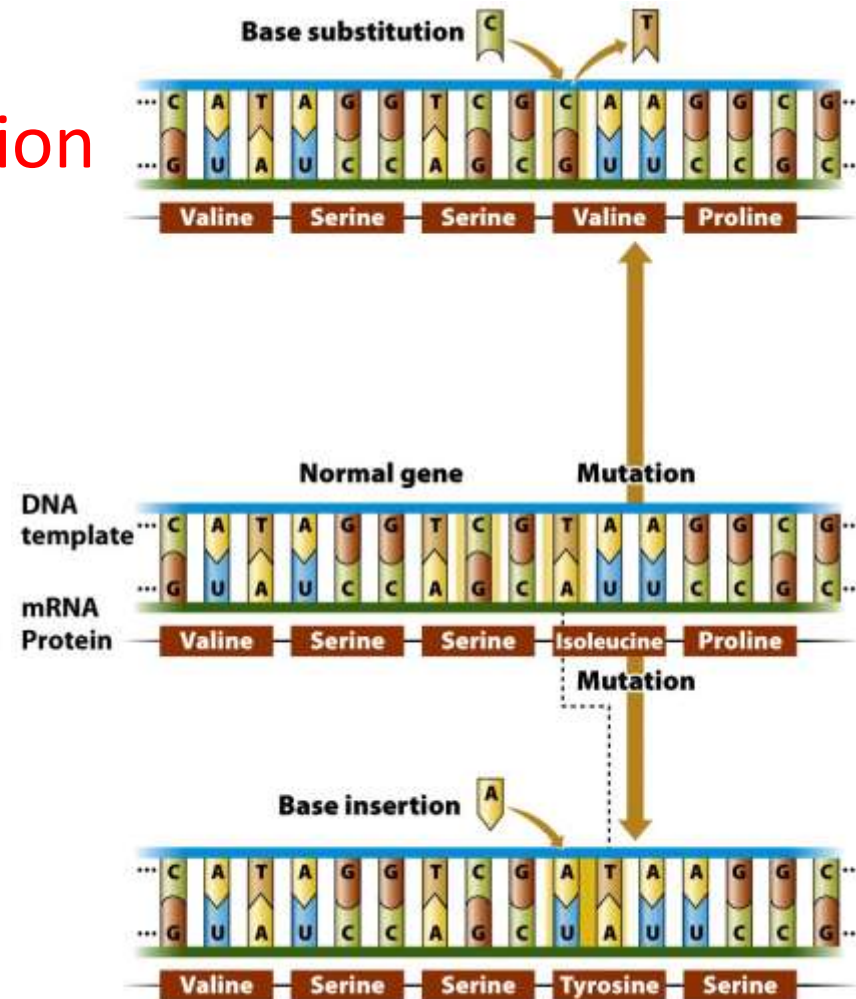 Base substitution C T
ion
... C A T A G G T C G C A A G G C G ...
... G U A U C C A G C G U U C C G C ...
Valine Serine Serine Valine Proline
Normal gene Mutation
DNA
template ... C A T A G G T C G T A A G G C G ...
... G U A U C C A G C A U U C C G C ...
mRNA
Protein Valine Serine Serine Isoleucine Proline
Mutation
Base insertion A
... C A T A G G T C G A T A A G G C ...
... G U A U C C A G C U A U U C C G ...
Valine Serine Serine Tyrosine Serine